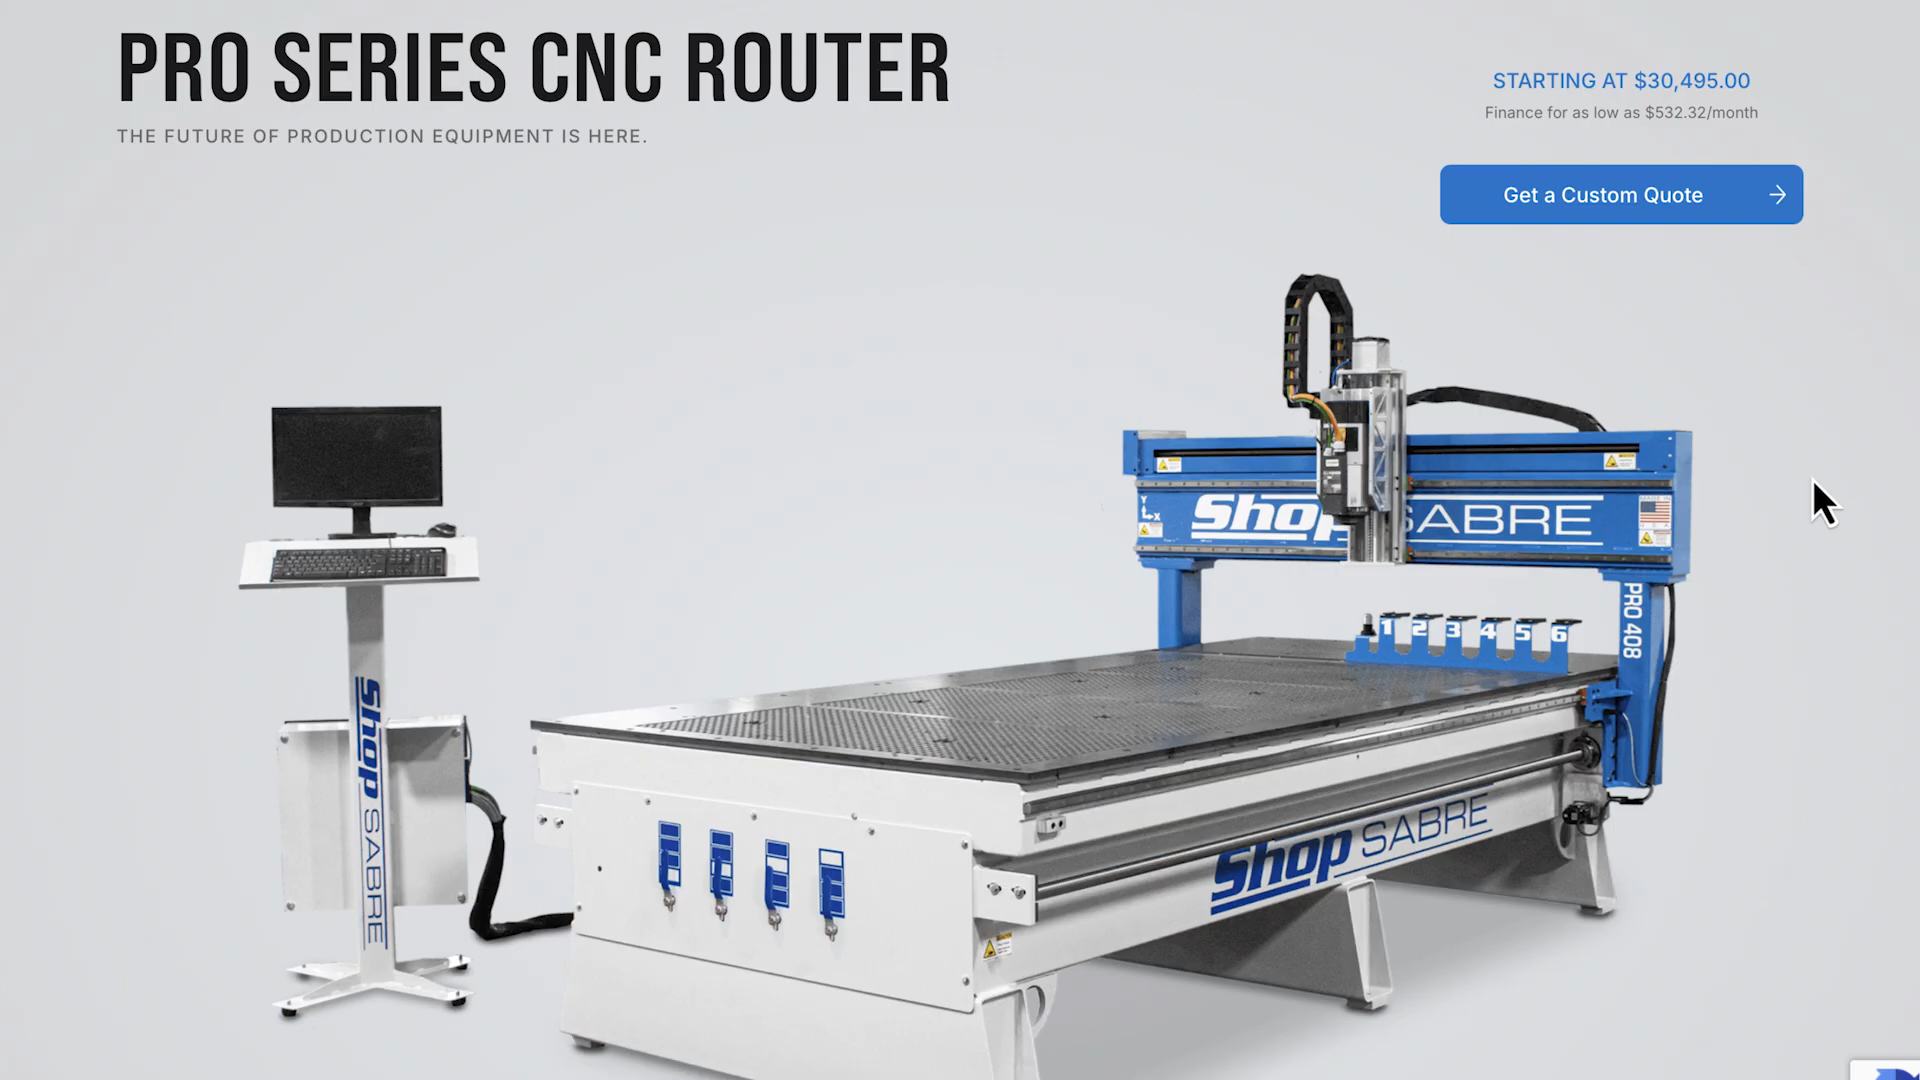 PRO SERIES CNC ROUTER
THE FUTURE OF PRODUCTION EQUIPMENT IS HERE.
STARTING AT $30,495.00
Finance for as low as $532.32/month
Get a Custom Quote
Shop SABRE
Y
X
PRO 408
1 2 3 4 5 6
Shop SABRE
Shop SABRE